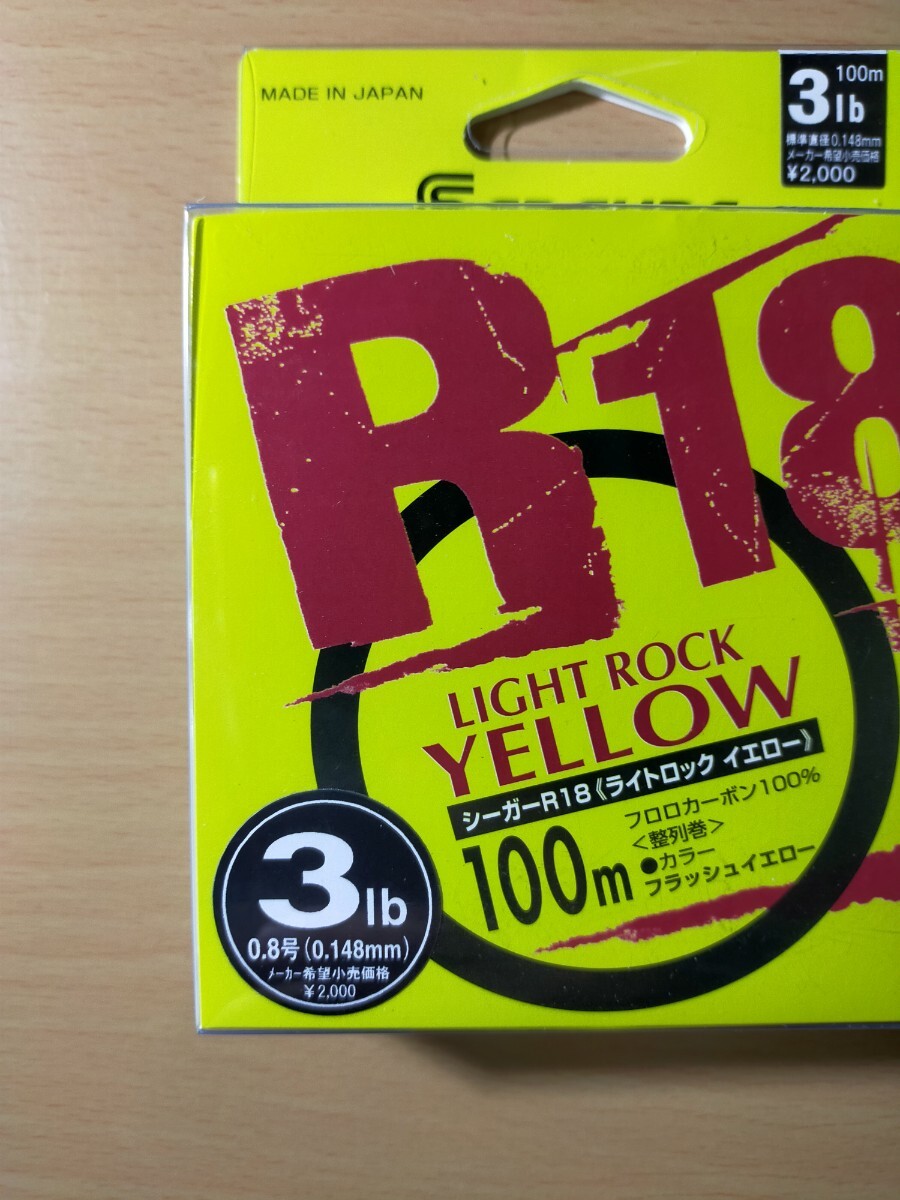 MADE IN JAPAN
100m
3lb
標準直径0.148mm
メーカー希望小売価格
¥2,000
R18
LIGHT ROCK
YELLOW
シーガーR18《ライトロック イエロー》
100m
フロロカーボン100%
<整列巻>
●カラー
フラッシュイエロー
3lb
0.8号(0.148mm)
メーカー希望小売価格
¥2,000